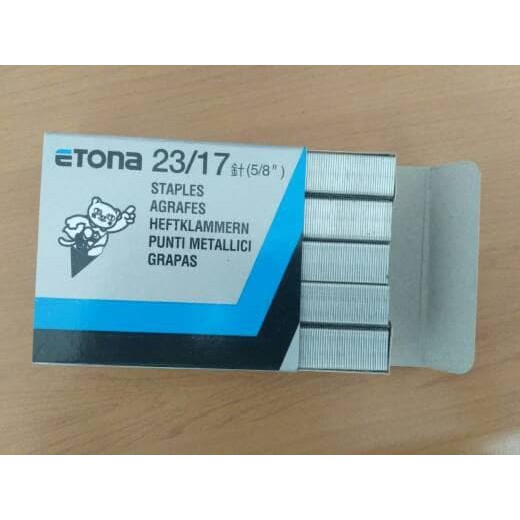 ETONA 23/17 針(5/8")
STAPLES
AGRAFES
HEFTKLAMMERN
PUNTI METALLICI
GRAPAS